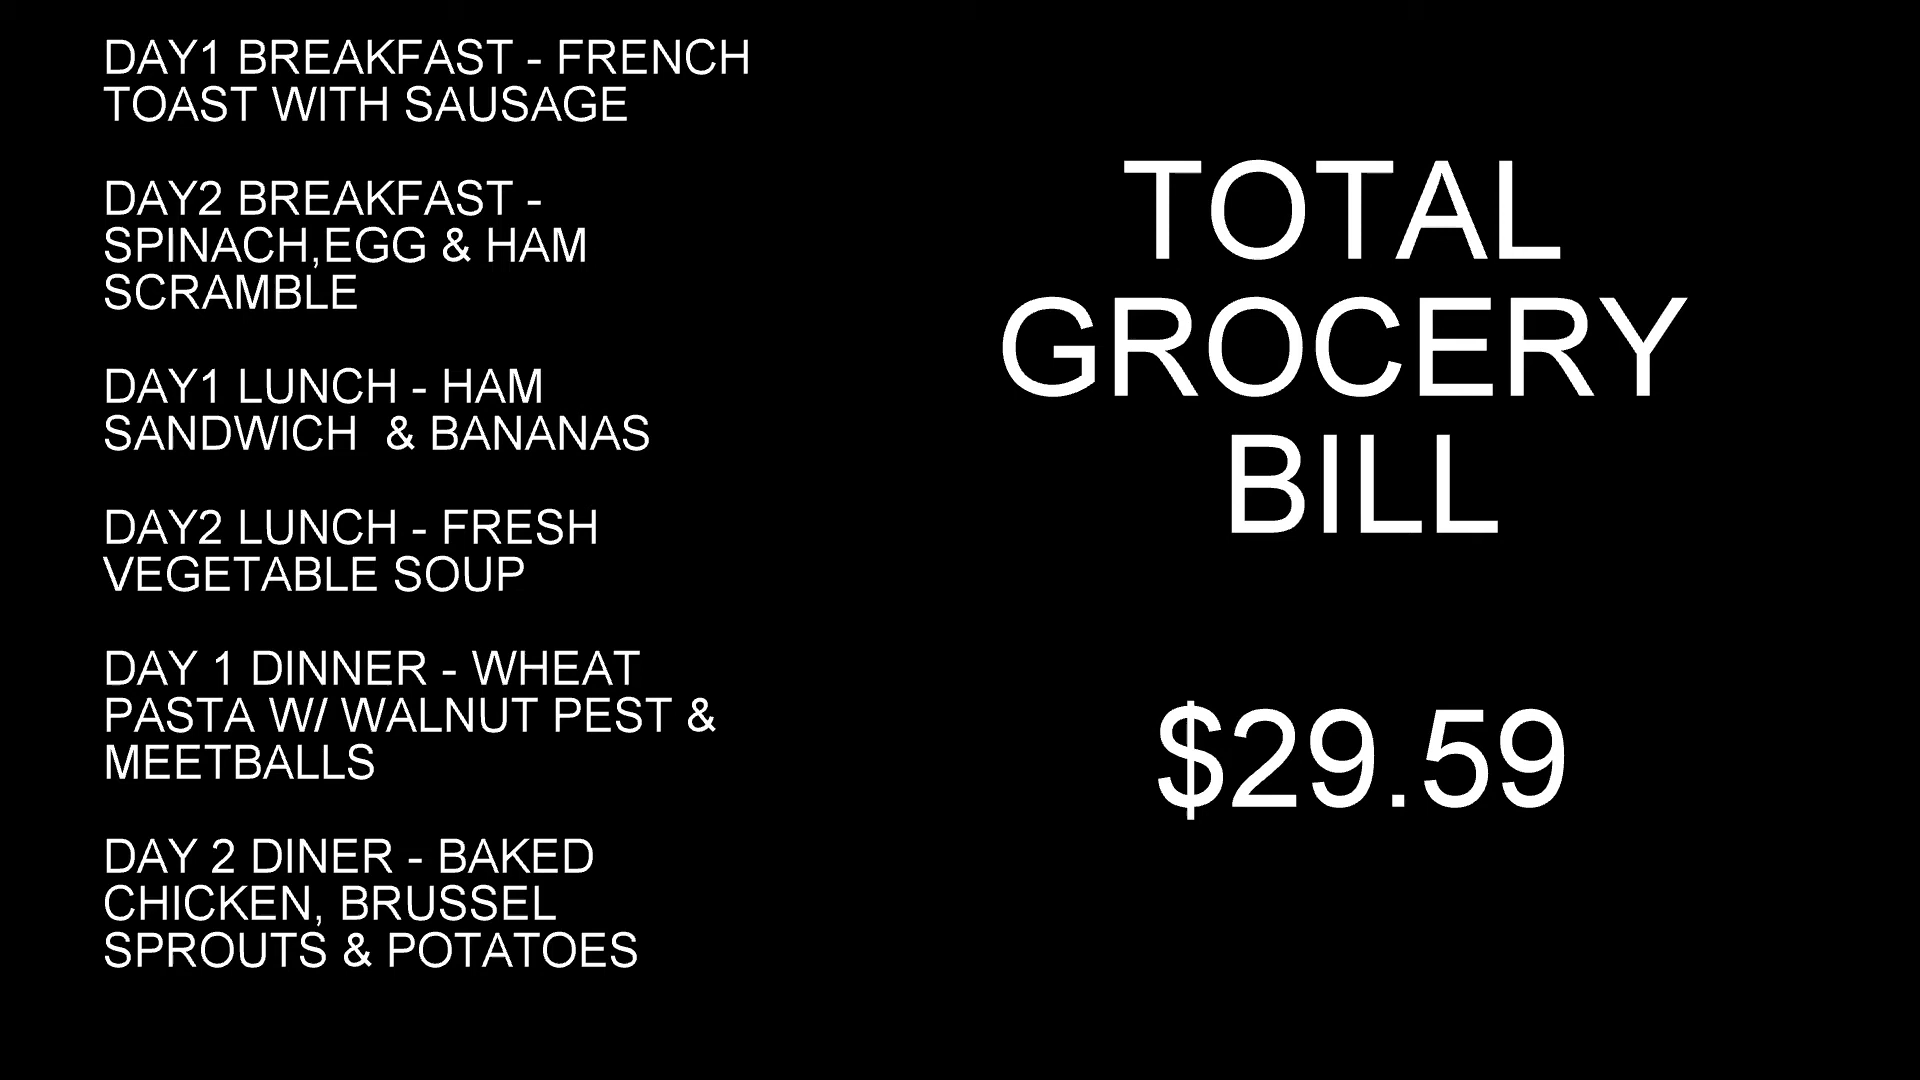 DAY1 BREAKFAST - FRENCH
TOAST WITH SAUSAGE
DAY2 BREAKFAST -
SPINACH,EGG & HAM
SCRAMBLE
DAY1 LUNCH - HAM
SANDWICH  & BANANAS
DAY2 LUNCH - FRESH
VEGETABLE SOUP
DAY 1 DINNER - WHEAT
PASTA W/ WALNUT PEST &
MEETBALLS
DAY 2 DINER - BAKED
CHICKEN, BRUSSEL
SPROUTS & POTATOES
TOTAL
GROCERY
BILL
$29.59